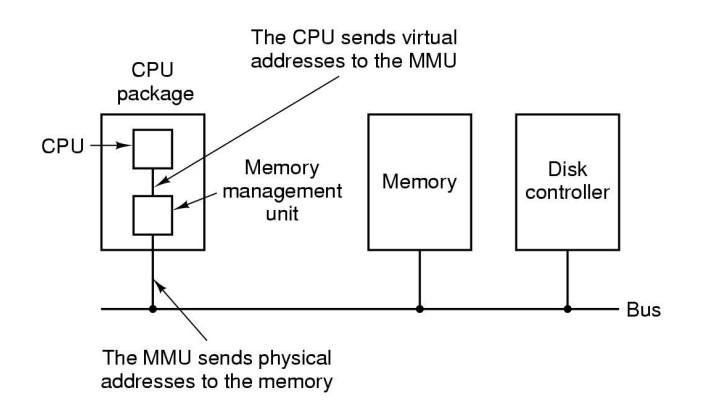 The CPU sends virtual
addresses to the MMU
CPU
package
CPU
Memory
management
unit
Memory
Disk
controller
Bus
The MMU sends physical
addresses to the memory